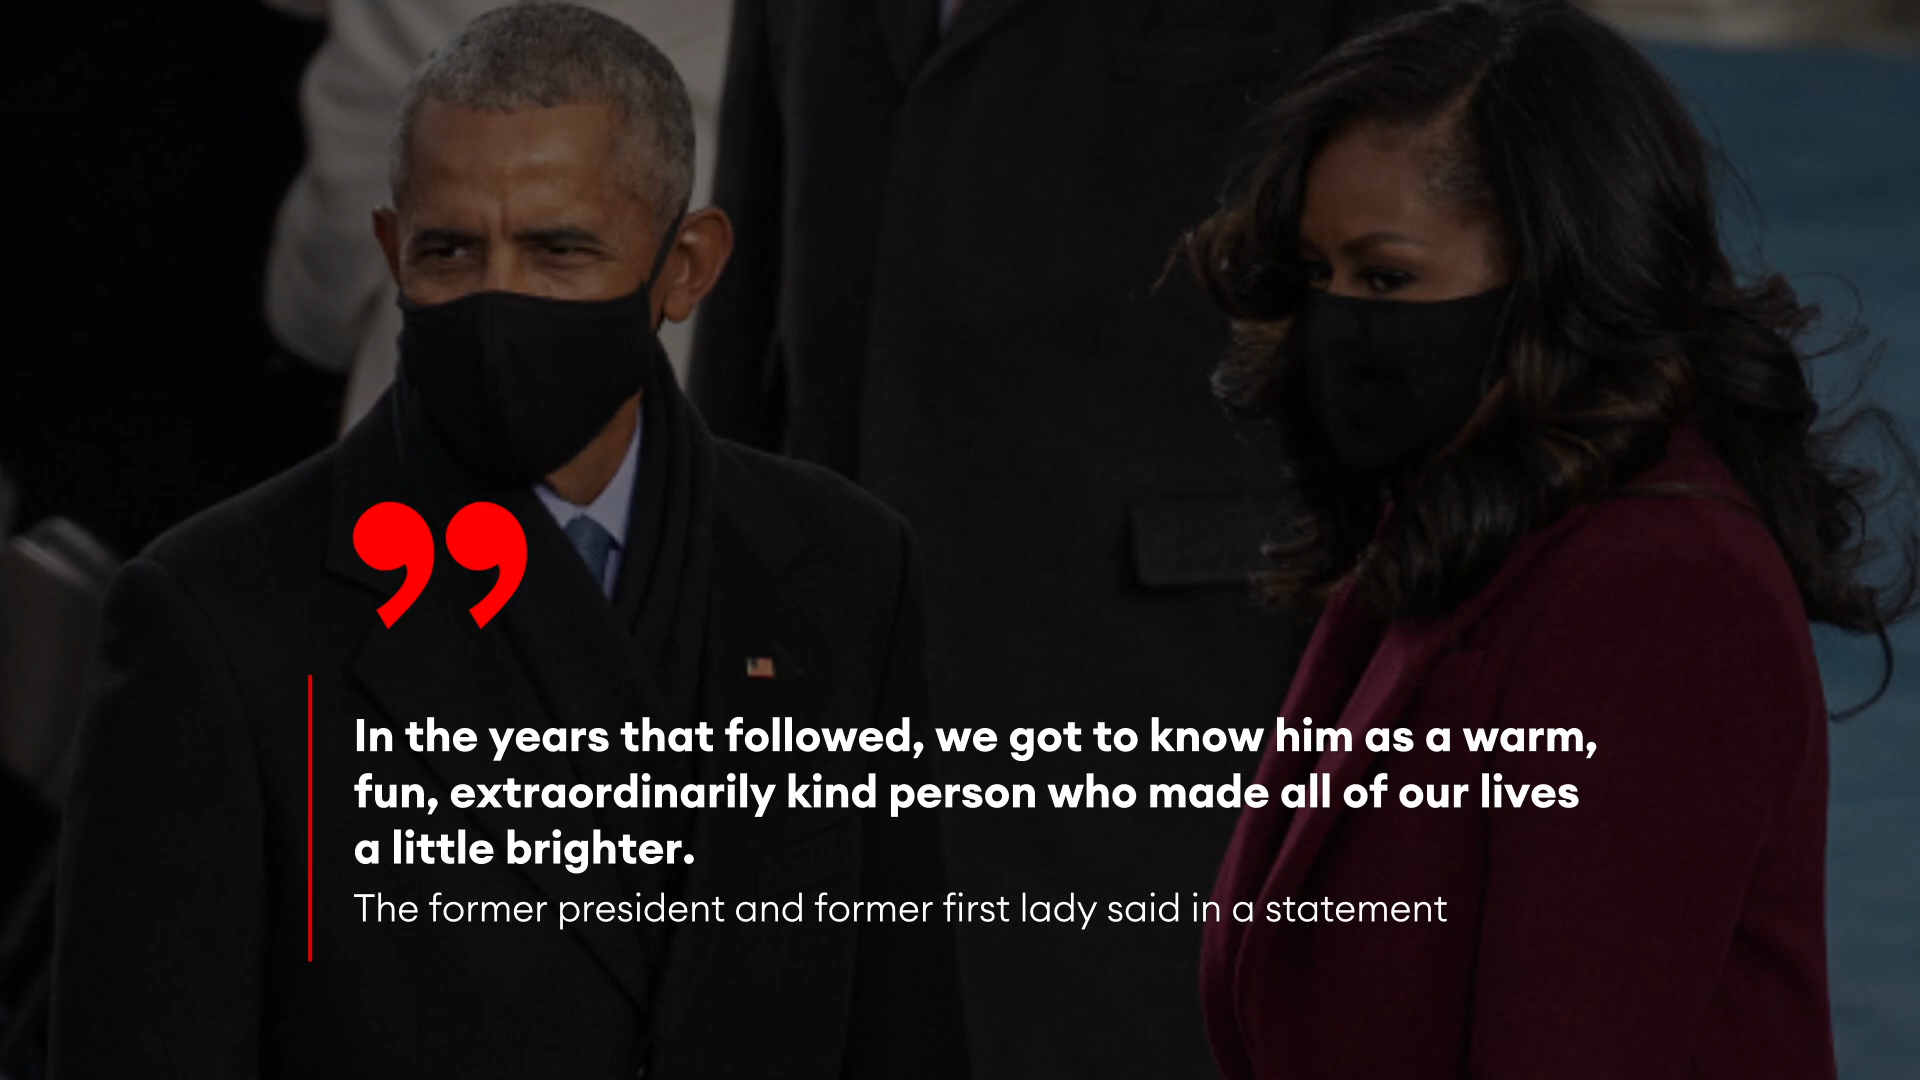 ”
In the years that followed, we got to know him as a warm,
fun, extraordinarily kind person who made all of our lives
a little brighter.
The former president and former first lady said in a statement